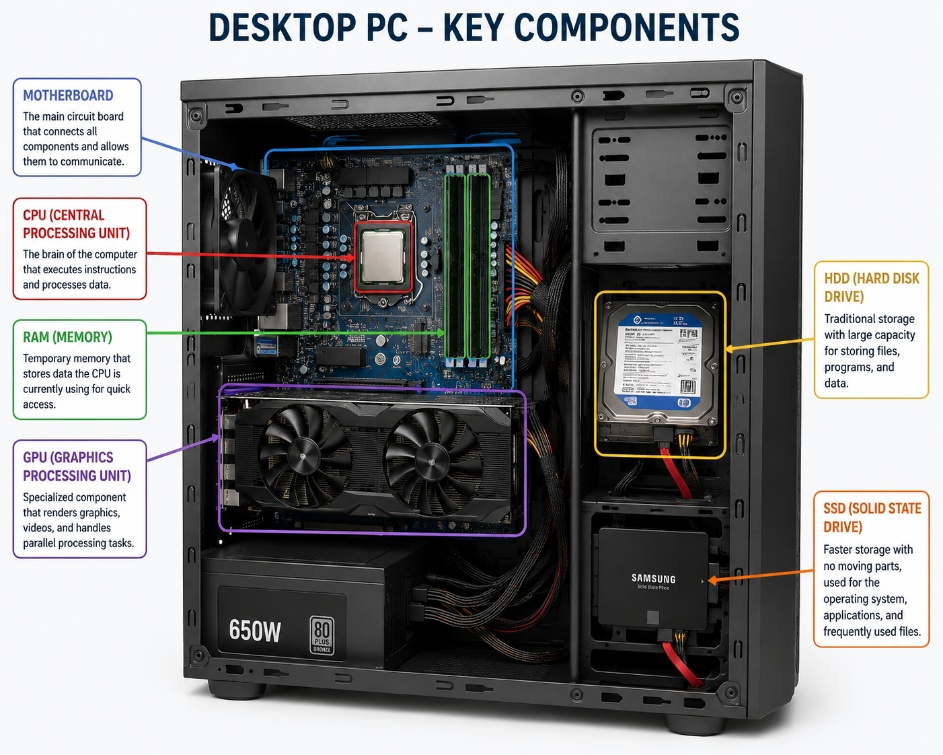 DESKTOP PC – KEY COMPONENTS
MOTHERBOARD
The main circuit board
that connects all
components and allows
them to communicate.
CPU (CENTRAL
PROCESSING UNIT)
The brain of the computer
that executes instructions
and processes data.
RAM (MEMORY)
Temporary memory that
stores data the CPU is
currently using for quick
access.
GPU (GRAPHICS
PROCESSING UNIT)
Specialized component
that renders graphics,
videos, and handles
parallel processing tasks.
HDD (HARD DISK
DRIVE)
Traditional storage
with large capacity
for storing files,
programs, and
data.
SSD (SOLID STATE
DRIVE)
Faster storage with
no moving parts,
used for the
operating system,
applications, and
frequently used files.
SAMSUNG
Solid State
650W
80
PLUS
BRONZE